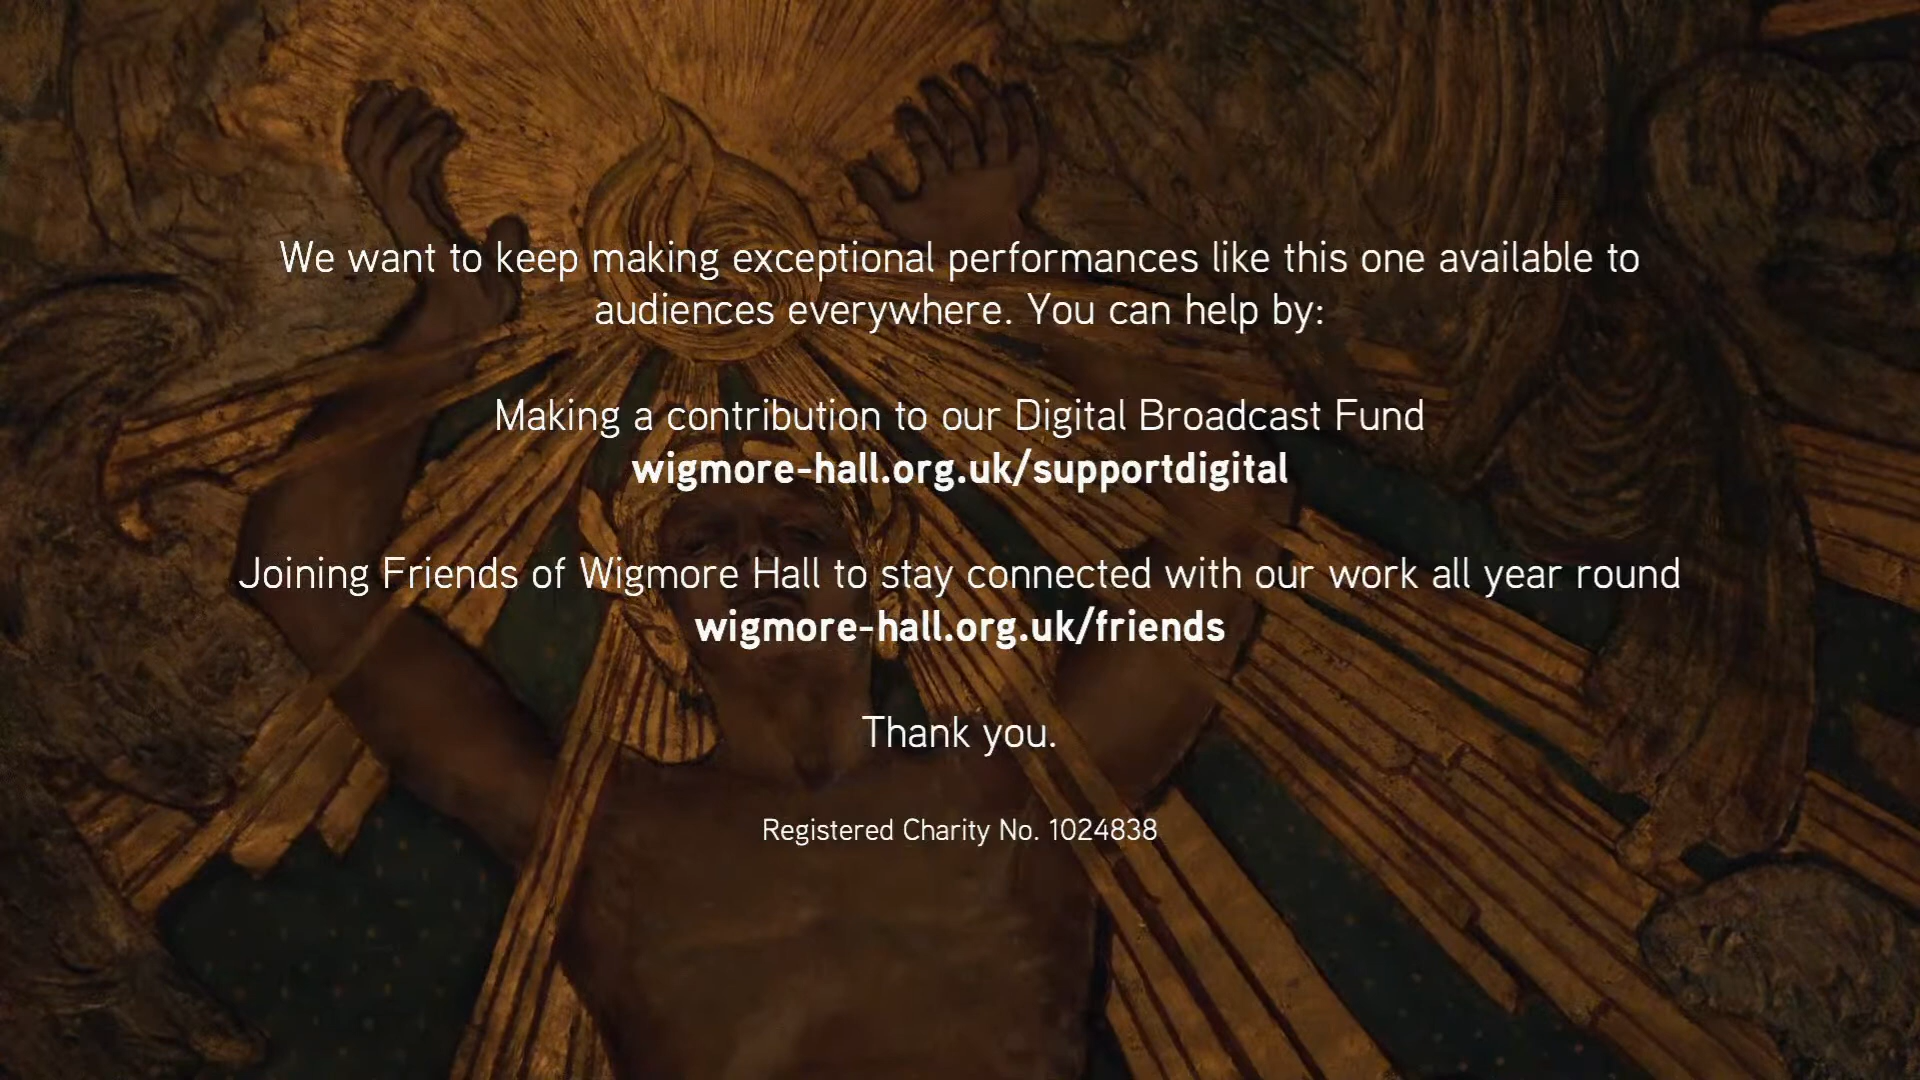 We want to keep making exceptional performances like this one available to
audiences everywhere. You can help by:
Making a contribution to our Digital Broadcast Fund
wigmore-hall.org.uk/supportdigital
Joining Friends of Wigmore Hall to stay connected with our work all year round
wigmore-hall.org.uk/friends
Thank you.
Registered Charity No. 1024838